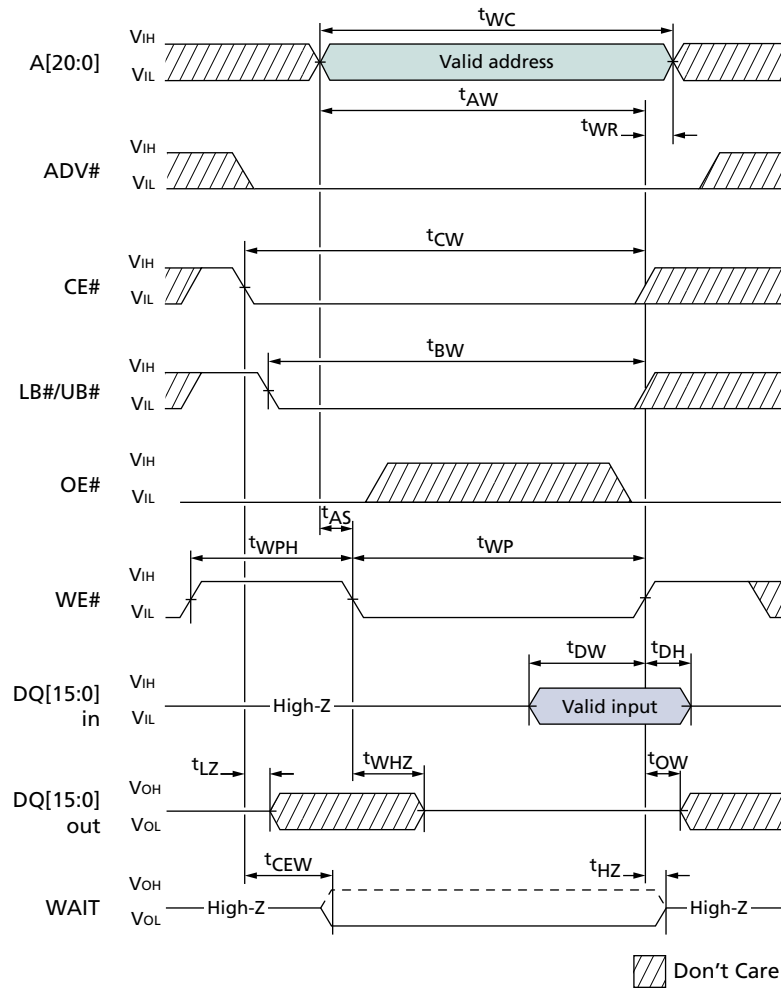 tWC
VIH
A[20:0]
Valid address
VIL
tAW
tWR
VIH
ADV#
VIL
tCW
VIH
CE#
VIL
tBW
VIH
LB#/UB#
VIL
VIH
OE#
VIL
tAS
tWPH
tWP
VIH
WE#
VIL
tDW
tDH
VIH
DQ[15:0]
in
High-Z
Valid input
VIL
tLZ
tWHZ
tOW
VOH
DQ[15:0]
out
VOL
tCEW
tHZ
VOH
WAIT
High-Z
High-Z
VOL
Don't Care